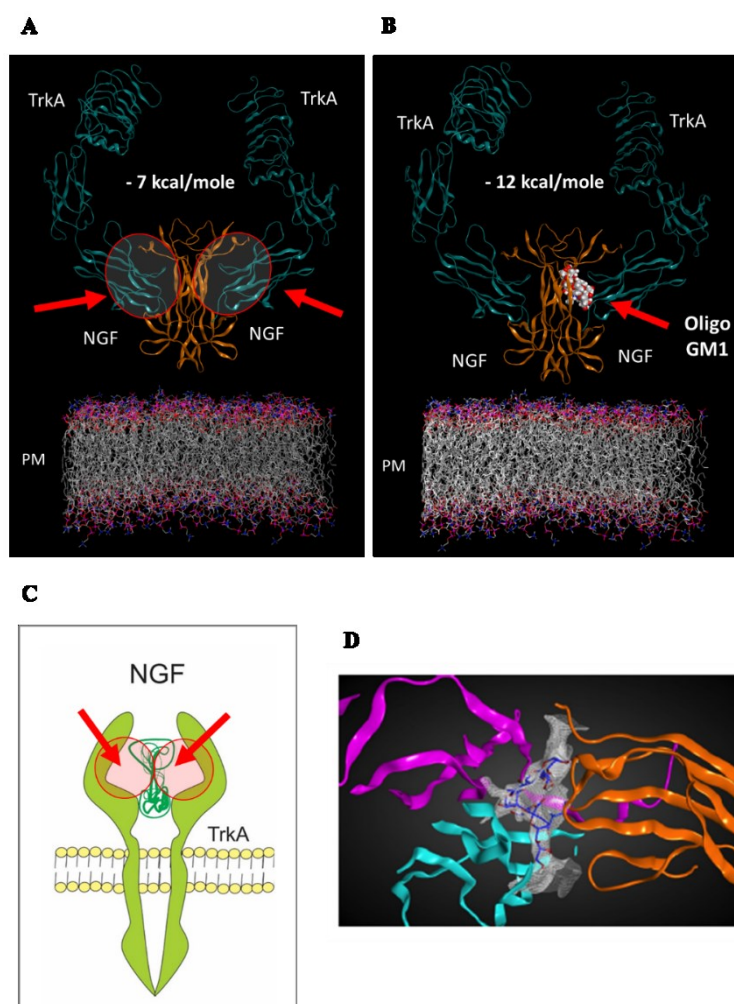 A
TrkA
TrkA
- 7 kcal/mole
NGF
NGF
PM
B
TrkA
TrkA
- 12 kcal/mole
Oligo
GM1
NGF
NGF
PM
C
NGF
TrkA
D